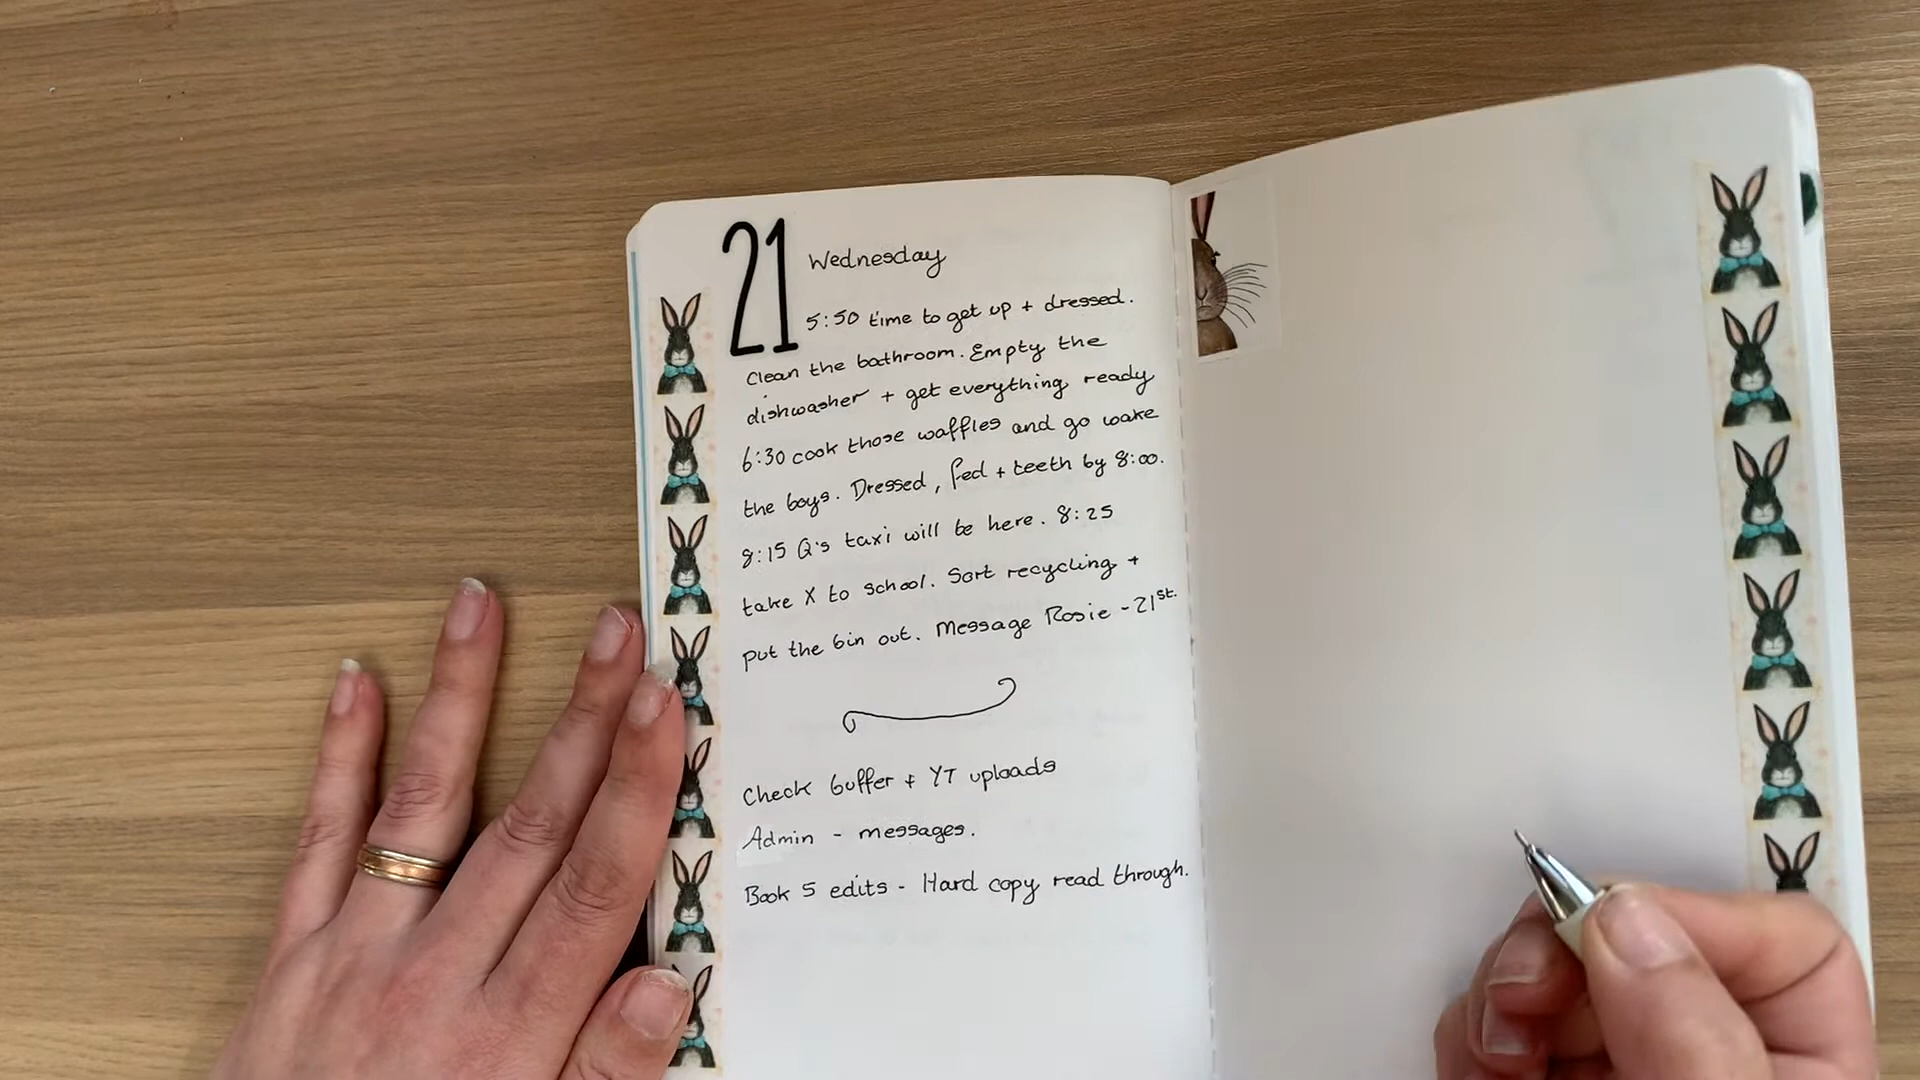 21 Wednesday
5:50 time to get up + dressed.
Clean the bathroom. Empty the
dishwasher + get everything ready
6:30 cook those waffles and go wake
the boys. Dressed, fed + teeth by 8:00.
8:15 Q's taxi will be here. 8:25
take X to school. Sort recycling +
put the bin out. Message Rosie - 21st.
Check buffer + YT uploads
Admin - messages.
Book 5 edits - Hard copy read through.